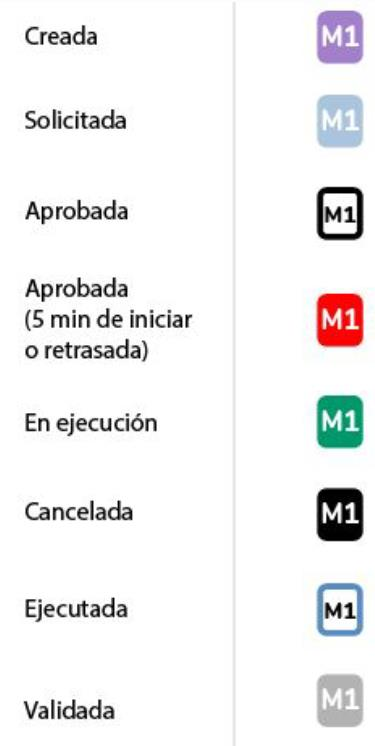 Creada M1
Solicitada M1
Aprobada M1
Aprobada
(5 min de iniciar M1
o retrasada)
En ejecución M1
Cancelada M1
Ejecutada M1
Validada M1